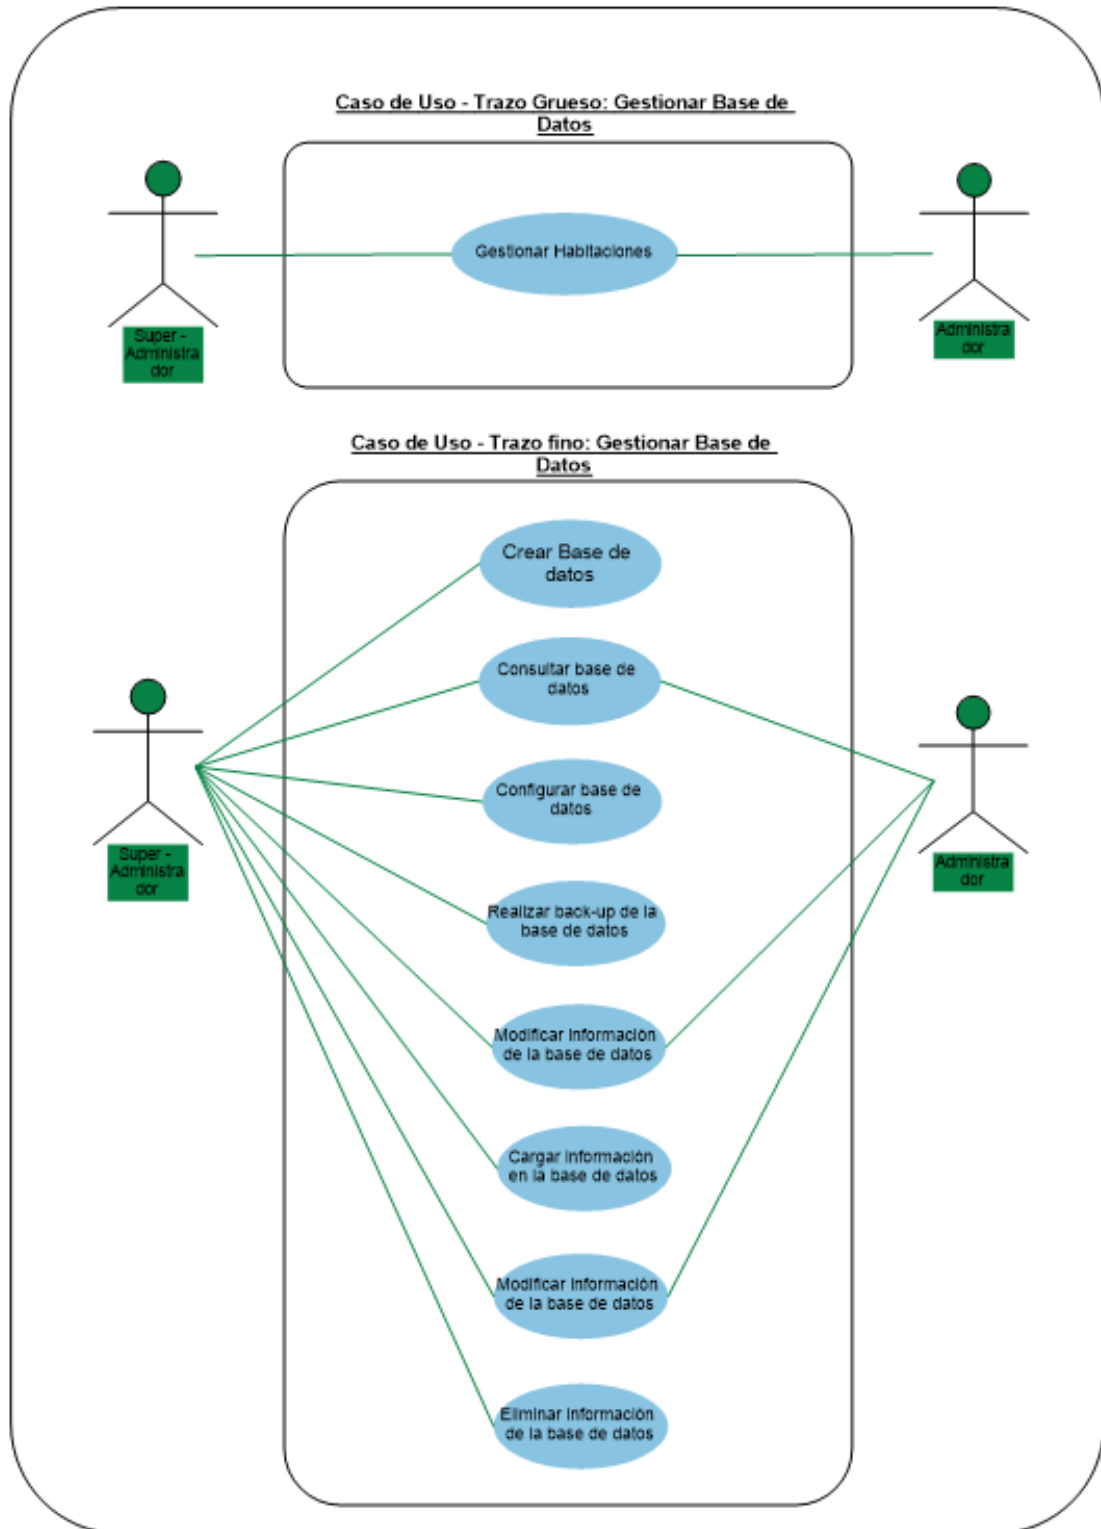 Caso de Uso - Trazo Grueso: Gestionar Base de
Datos
Gestionar Habitaciones
Super -
Administra
dor
Administra
dor
Caso de Uso - Trazo fino: Gestionar Base de
Datos
Crear Base de
datos
Consultar base de
datos
Configurar base de
datos
Super -
Administra
dor
Administra
dor
Realizar back-up de la
base de datos
Modificar información
de la base de datos
Cargar información
en la base de datos
Modificar información
de la base de datos
Eliminar información
de la base de datos